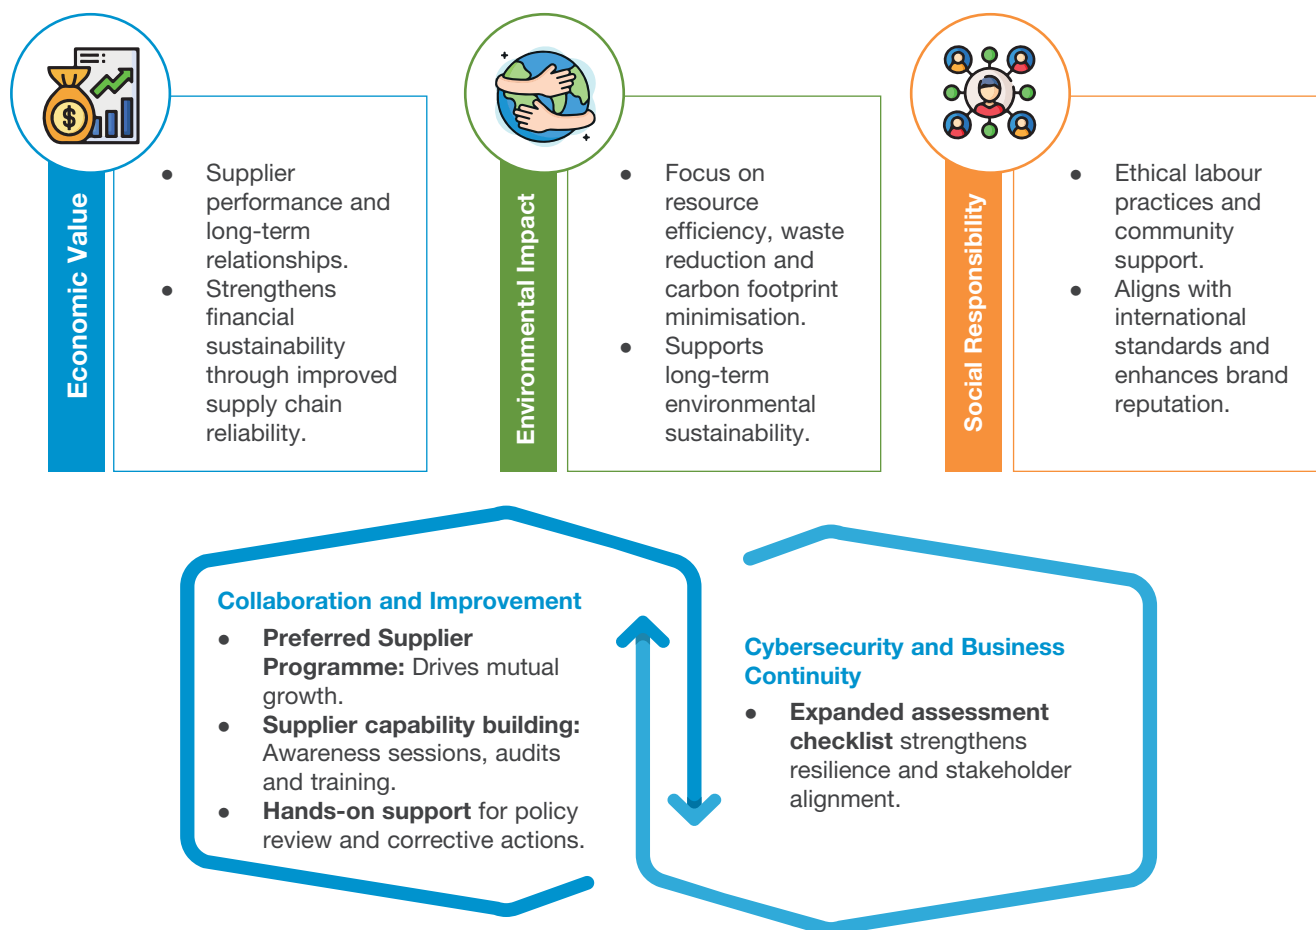 Economic Value
● Supplier
performance and
long-term
relationships.
● Strengthens
financial
sustainability
through improved
supply chain
reliability.
Environmental Impact
● Focus on
resource
efficiency, waste
reduction and
carbon footprint
minimisation.
● Supports
long-term
environmental
sustainability.
Social Responsibility
● Ethical labour
practices and
community
support.
● Aligns with
international
standards and
enhances brand
reputation.
Collaboration and Improvement
● Preferred Supplier
Programme: Drives mutual
growth.
● Supplier capability building:
Awareness sessions, audits
and training.
● Hands-on support for policy
review and corrective actions.
Cybersecurity and Business
Continuity
● Expanded assessment
checklist strengthens
resilience and stakeholder
alignment.